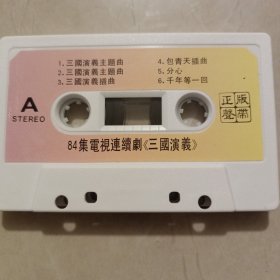 1.三國演義主題曲
2.三國演義主題曲
3.三國演義插曲
4.包青天插曲
5.分心
6.千年等一回
A
STEREO
正版
聲帶
84集電視連續劇《三國演義》